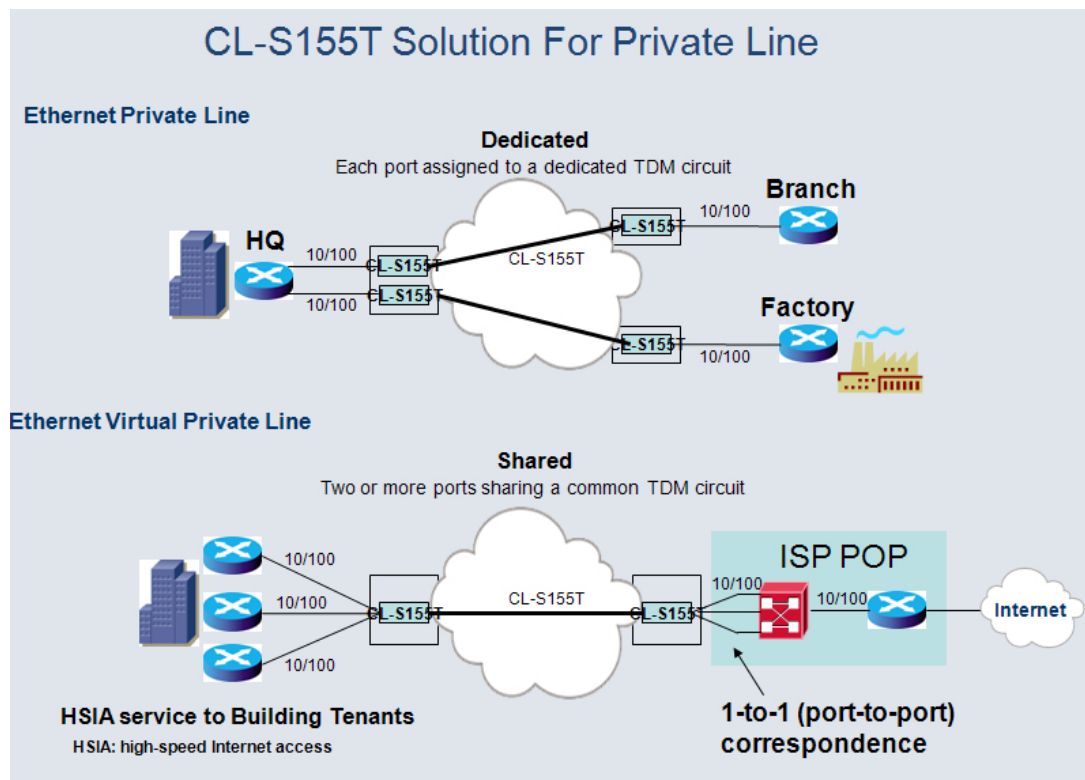 CL-S155T Solution For Private Line
Ethernet Private Line
Dedicated
Each port assigned to a dedicated TDM circuit
Branch
10/100
CL-S155T
HQ
10/100
CL-S155T
CL-S155T
CL-S155T
10/100
Factory
CL-S155T
10/100
Ethernet Virtual Private Line
Shared
Two or more ports sharing a common TDM circuit
ISP POP
10/100
10/100
CL-S155T
10/100
10/100
CL-S155T
CL-S155T
Internet
10/100
HSIA service to Building Tenants
HSIA: high-speed Internet access
1-to-1 (port-to-port)
correspondence